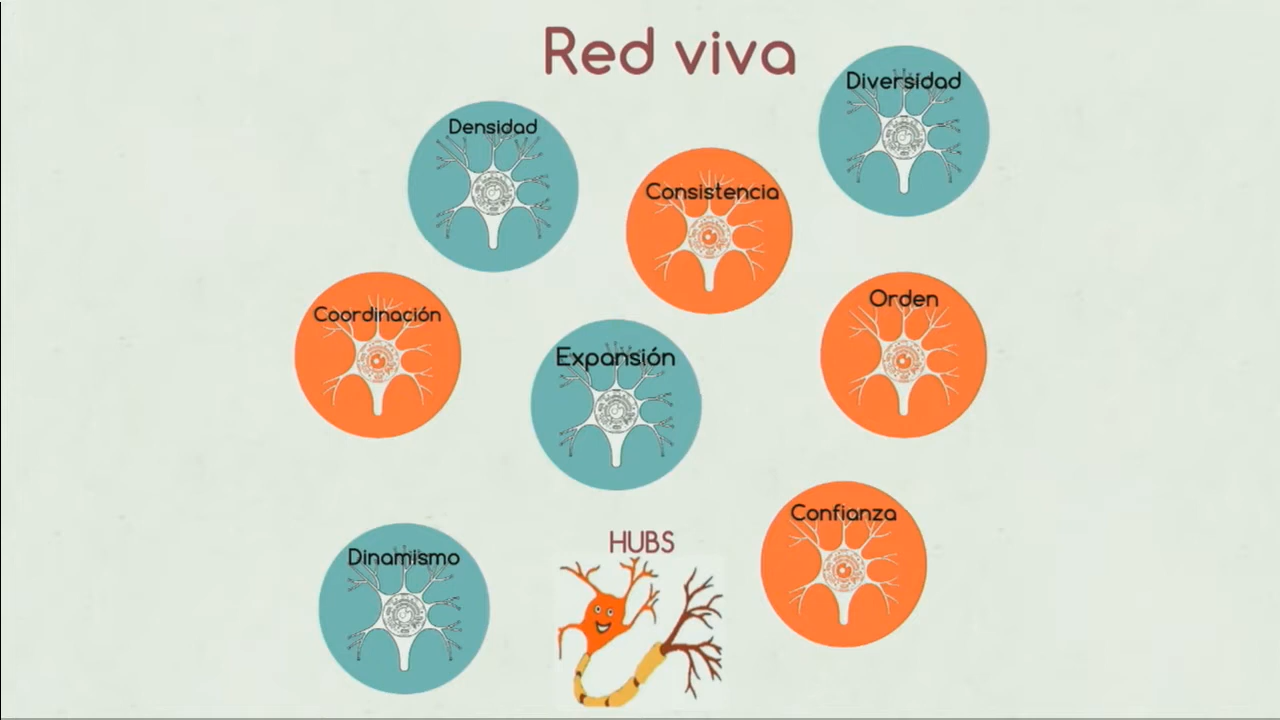 Red viva
Diversidad
Densidad
Consistencia
Orden
Coordinación
Expansión
Confianza
HUBS
Dinamismo